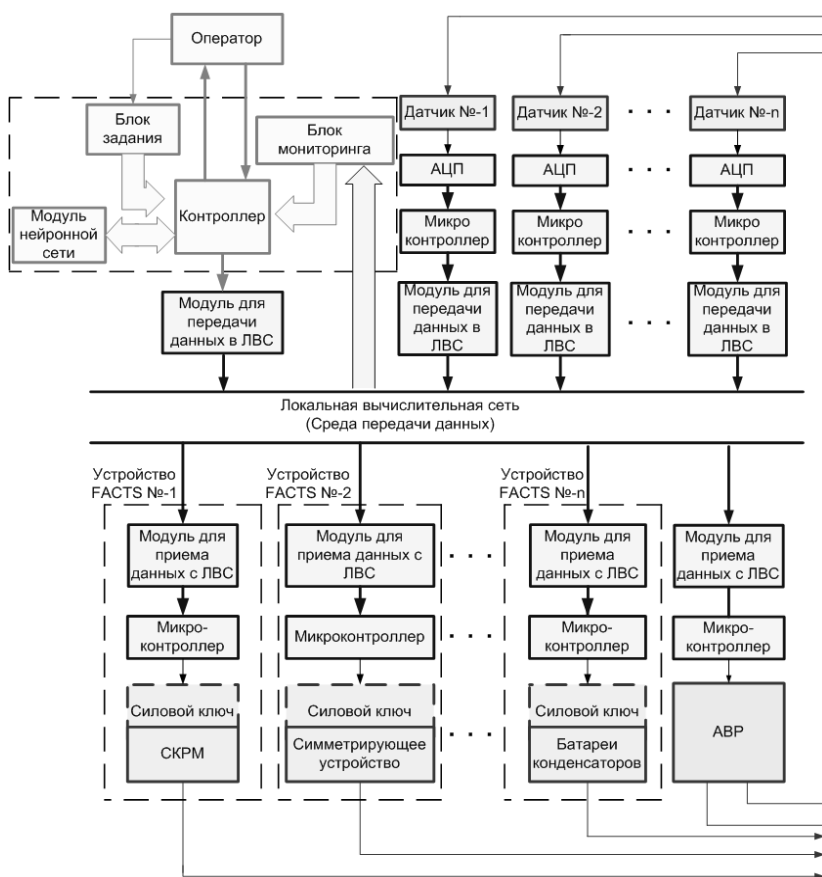 Оператор
Блок
задания
Блок
мониторинга
Модуль
нейронной
сети
Контроллер
Модуль для
передачи
данных в ЛВС
Датчик №-1
Датчик №-2
. . .
Датчик №-n
АЦП
АЦП
. . .
АЦП
Микро
контроллер
Микро
контроллер
. . .
Микро
контроллер
Модуль для
передачи
данных в
ЛВС
Модуль для
передачи
данных в
ЛВС
. . .
Модуль для
передачи
данных в
ЛВС
Локальная вычислительная сеть
(Среда передачи данных)
Устройство
FACTS №-1
Устройство
FACTS №-2
Устройство
FACTS №-n
Модуль для
приема
данных с ЛВС
Модуль для
приема данных с
ЛВС
. . .
Модуль для
приема
данных с ЛВС
Модуль для
приема
данных с ЛВС
Микро-
контроллер
Микроконтроллер
. . .
Микро-
контроллер
Микро-
контроллер
Силовой ключ
СКРМ
Силовой ключ
Симметрирующее
устройство
. . .
Силовой ключ
Батареи
конденсаторов
АВР